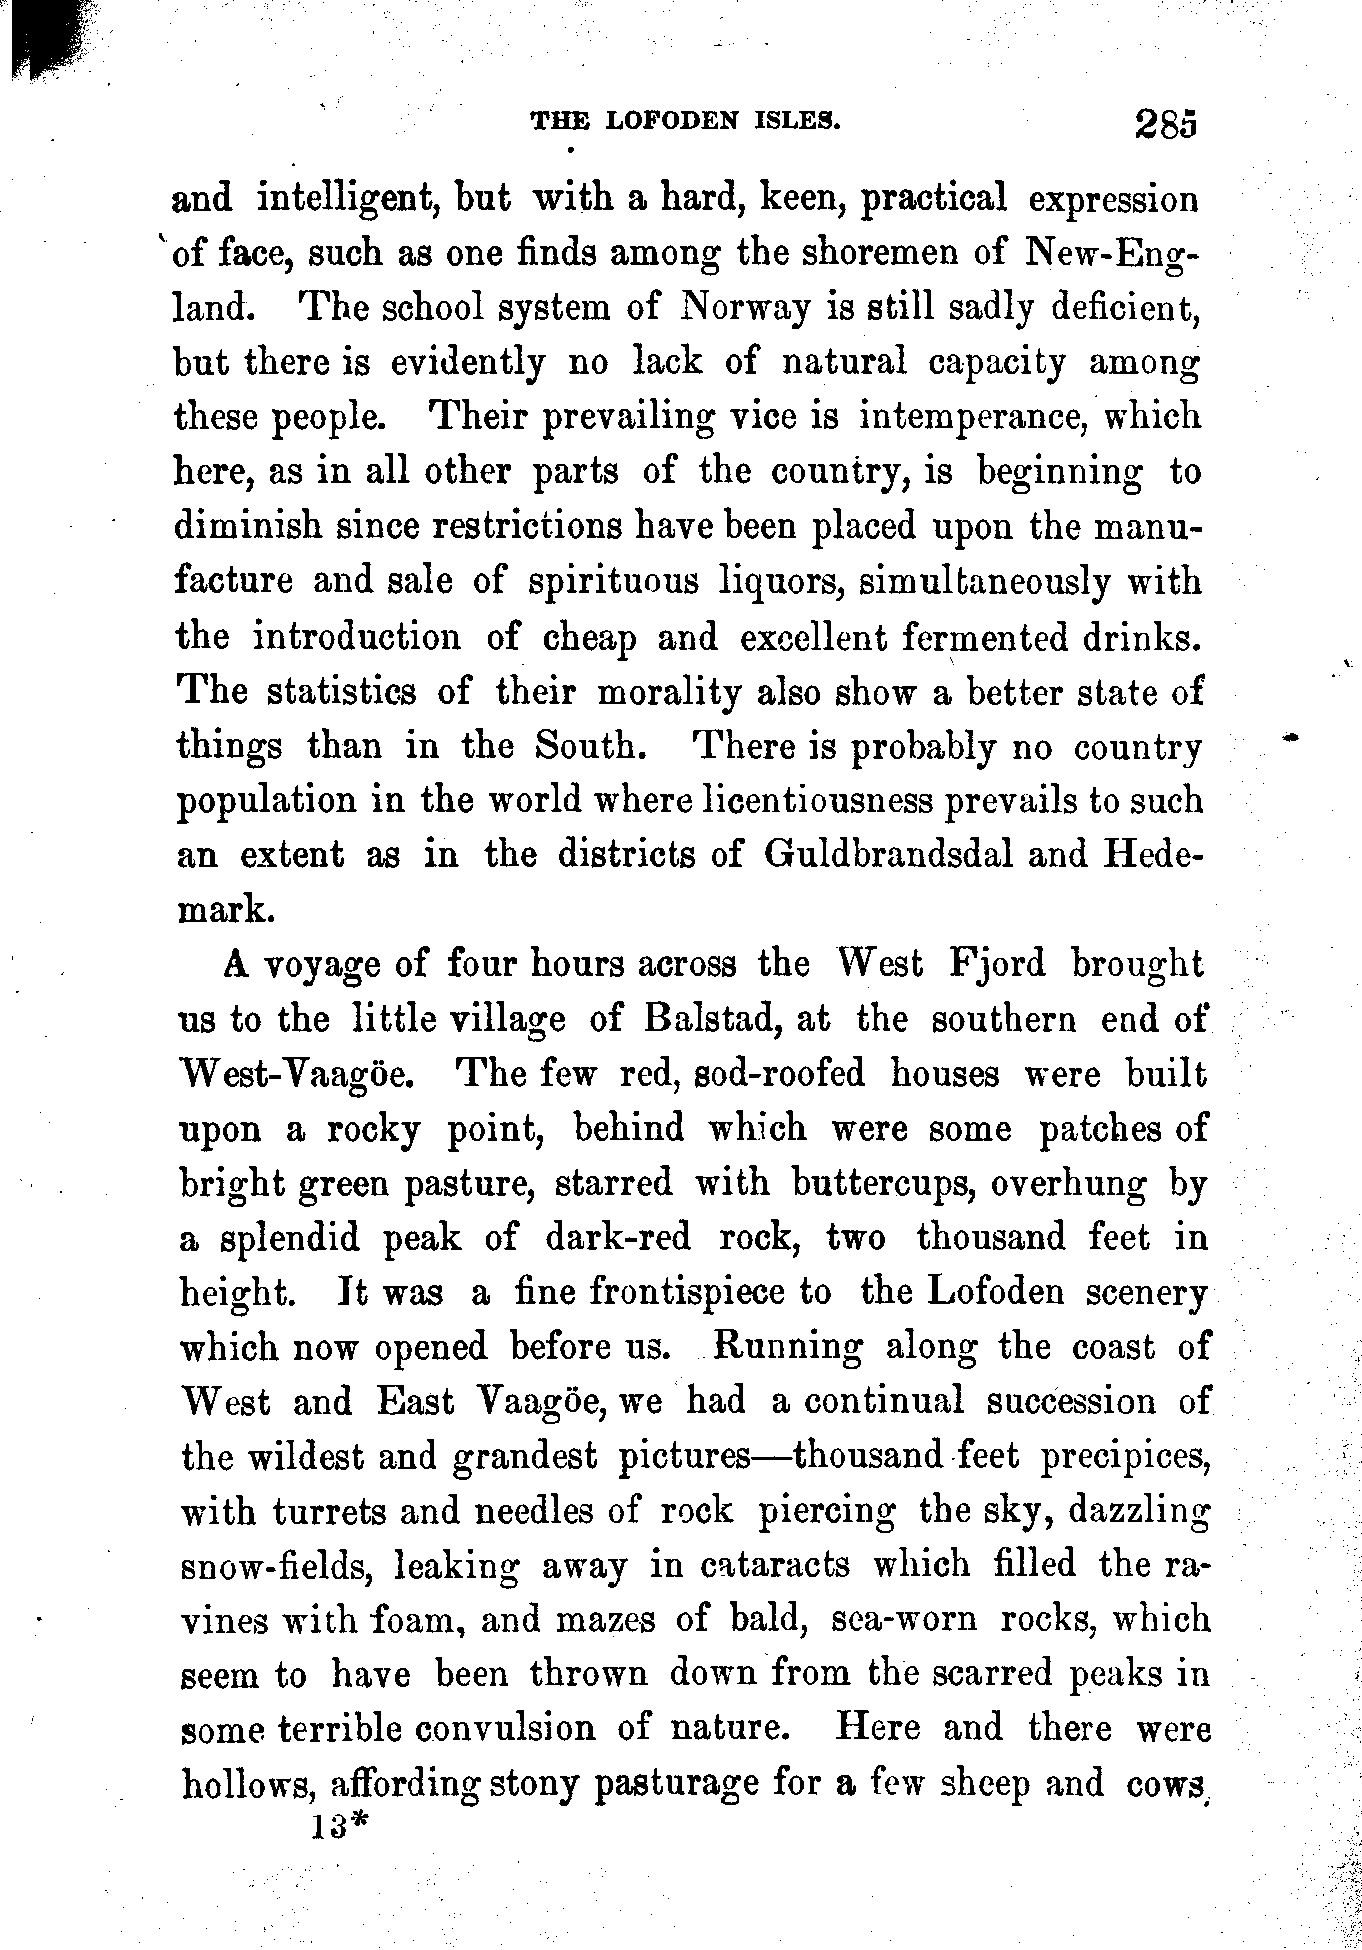 THE LOFODEN ISLES. 285
and intelligent, but with a hard, keen, practical expression
of face, such as one finds among the shoremen of New-Eng-
land. The school system of Norway is still sadly deficient,
but there is evidently no lack of natural capacity among
these people. Their prevailing vice is intemperance, which
here, as in all other parts of the country, is beginning to
diminish since restrictions have been placed upon the manu-
facture and sale of spirituous liquors, simultaneously with
the introduction of cheap and excellent fermented drinks.
The statistics of their morality also show a better state of
things than in the South. There is probably no country
population in the world where licentiousness prevails to such
an extent as in the districts of Guldbrandsdal and Hede-
mark.
A voyage of four hours across the West Fjord brought
us to the little village of Balstad, at the southern end of
West-Vaagöe. The few red, sod-roofed houses were built
upon a rocky point, behind which were some patches of
bright green pasture, starred with buttercups, overhung by
a splendid peak of dark-red rock, two thousand feet in
height. It was a fine frontispiece to the Lofoden scenery
which now opened before us. Running along the coast of
West and East Vaagöe, we had a continual succession of
the wildest and grandest pictures—thousand feet precipices,
with turrets and needles of rock piercing the sky, dazzling
snow-fields, leaking away in cataracts which filled the ra-
vines with foam, and mazes of bald, sea-worn rocks, which
seem to have been thrown down from the scarred peaks in
some terrible convulsion of nature. Here and there were
hollows, affording stony pasturage for a few sheep and cows,
13*